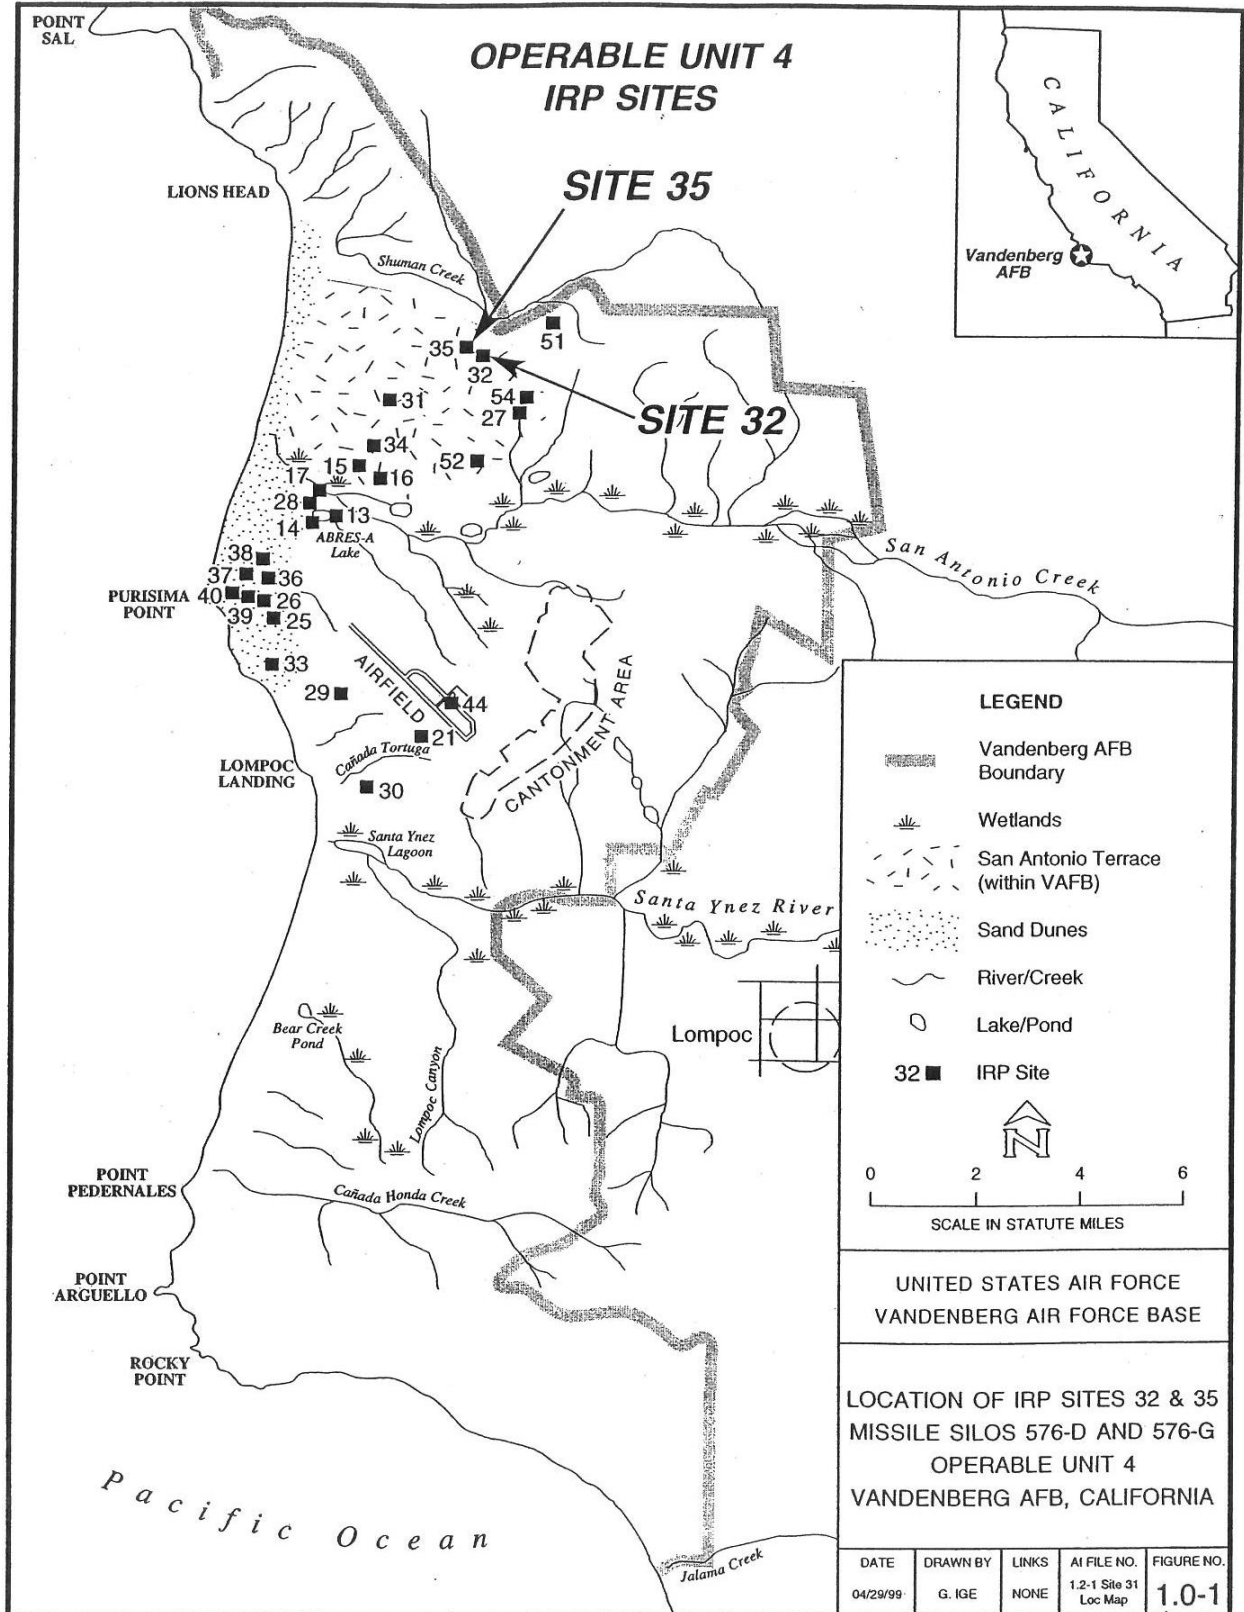 POINT
SAL
OPERABLE UNIT 4
IRP SITES
CALIFORNIA
Vandenberg
AFB
LIONS HEAD
SITE 35
Shuman Creek
51
35
32
54
27
SITE 32
31
34
15
16
52
17
28
14
13
ABRES-A
Lake
San Antonio Creek
38
37
36
40
39
26
25
PURISIMA
POINT
33
29
AIRFIELD
44
21
CANTONMENT AREA
Cañada Tortuga
LOMPOC
LANDING
30
Santa Ynez
Lagoon
Santa Ynez River
Bear Creek
Pond
Lompoc Canyon
Lompoc
POINT
PEDERNALES
Cañada Honda Creek
POINT
ARGUELLO
ROCKY
POINT
Pacific Ocean
Jalama Creek
LEGEND
Vandenberg AFB
Boundary
Wetlands
San Antonio Terrace
(within VAFB)
Sand Dunes
River/Creek
Lake/Pond
32 IRP Site
N
0 2 4 6
SCALE IN STATUTE MILES
UNITED STATES AIR FORCE
VANDENBERG AIR FORCE BASE
LOCATION OF IRP SITES 32 & 35
MISSILE SILOS 576-D AND 576-G
OPERABLE UNIT 4
VANDENBERG AFB, CALIFORNIA
DATE DRAWN BY LINKS AI FILE NO. FIGURE NO.
04/29/99 G. IGE NONE 1.2-1 Site 31
Loc Map 1.0-1